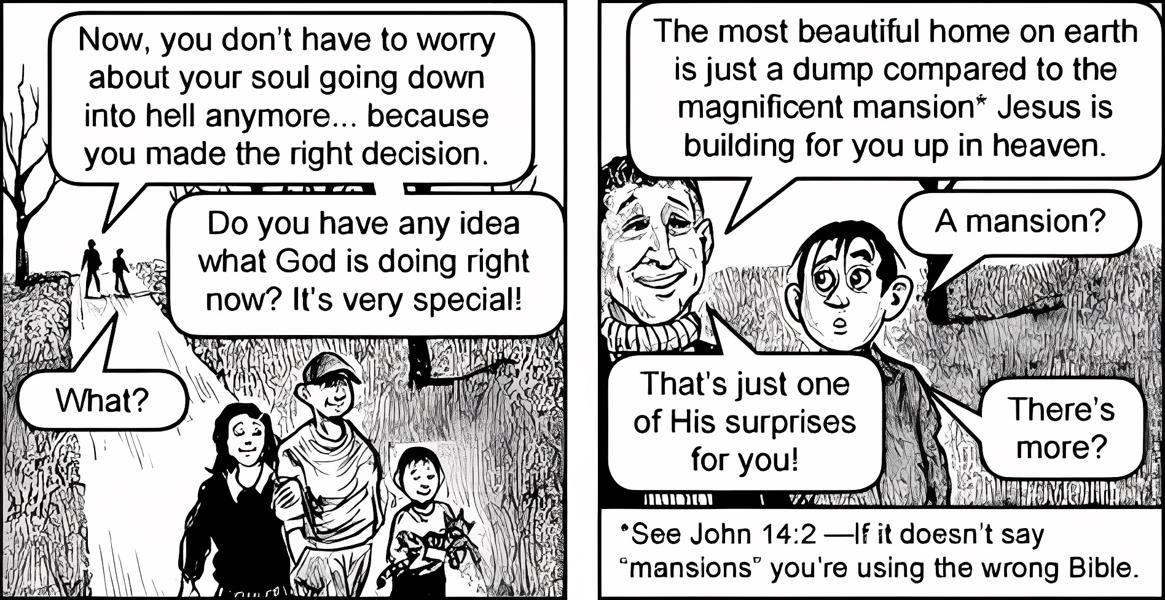 Now, you don't have to worry
about your soul going down
into hell anymore... because
you made the right decision.
Do you have any idea
what God is doing right
now? It's very special!
What?
The most beautiful home on earth
is just a dump compared to the
magnificent mansion* Jesus is
building for you up in heaven.
A mansion?
That's just one
of His surprises
for you!
There's
more?
*See John 14:2 —If it doesn't say
"mansions" you're using the wrong Bible.